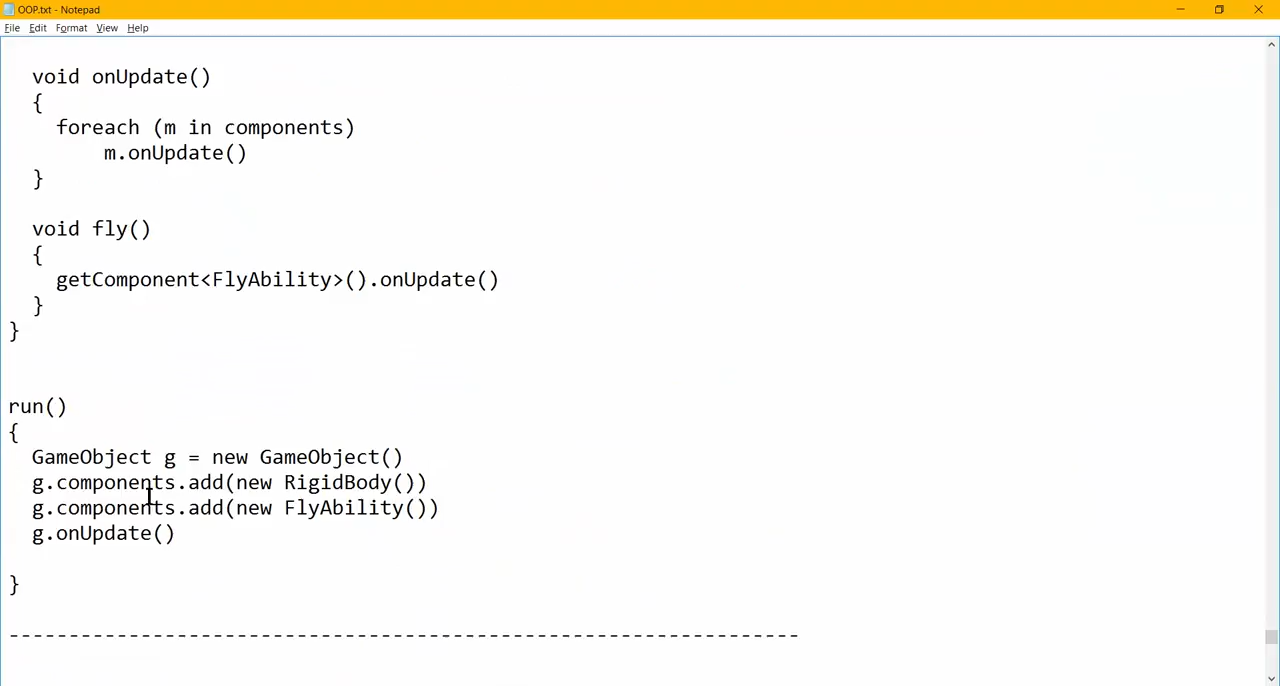 OOP.txt - Notepad
File Edit Format View Help
void onUpdate()
{
foreach (m in components)
m.onUpdate()
}
void fly()
{
getComponent<FlyAbility>().onUpdate()
}
}
run()
{
GameObject g = new GameObject()
g.components.add(new RigidBody())
g.components.add(new FlyAbility())
g.onUpdate()
}
------------------------------------------------------------------